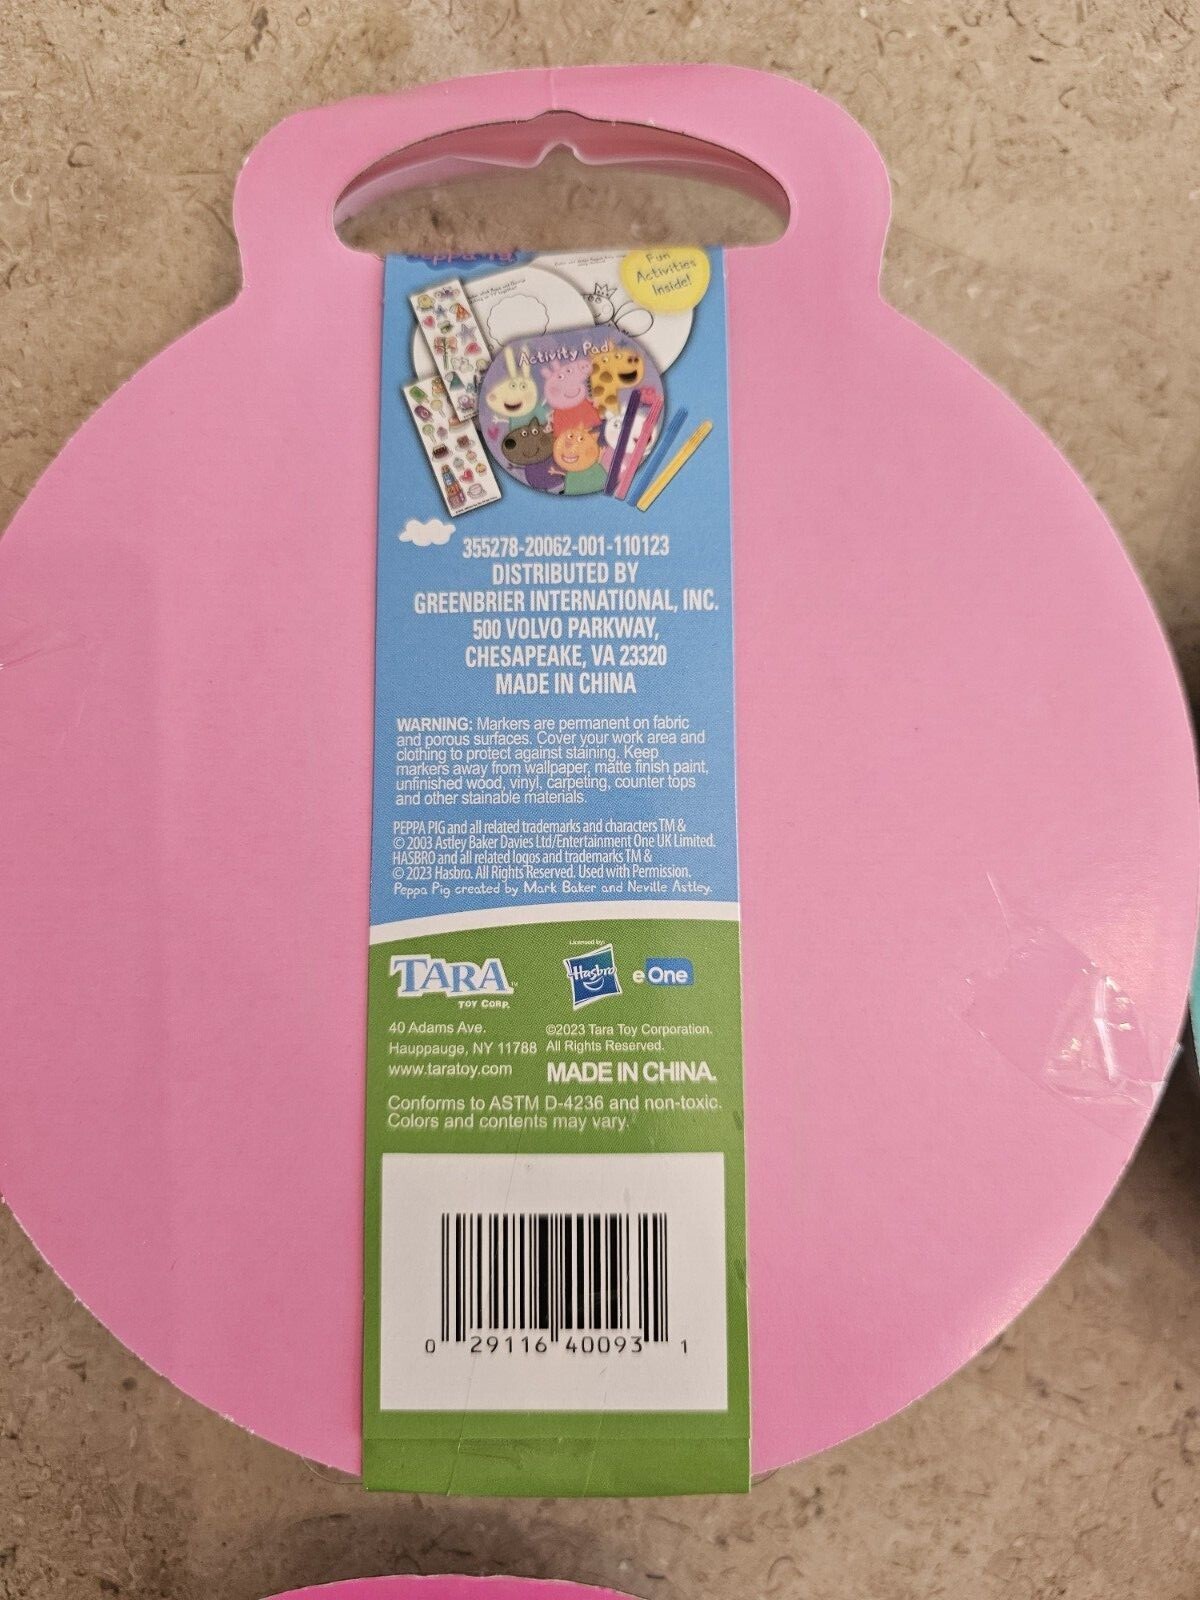 Fun
Activities
Inside!
Activity Pad
355278-20062-001-110123
DISTRIBUTED BY
GREENBRIER INTERNATIONAL, INC.
500 VOLVO PARKWAY,
CHESAPEAKE, VA 23320
MADE IN CHINA
WARNING: Markers are permanent on fabric
and porous surfaces. Cover your work area and
clothing to protect against staining. Keep
markers away from wallpaper, matte finish paint,
unfinished wood, vinyl, carpeting, counter tops
and other stainable materials.
PEPPA PIG and all related trademarks and characters TM &
© 2003 Astley Baker Davies Ltd/Entertainment One UK Limited.
HASBRO and all related logos and trademarks TM &
© 2023 Hasbro. All Rights Reserved. Used with Permission.
Peppa Pig created by Mark Baker and Neville Astley.
TARA™
TOY CORP.
Licensed by:
Hasbro
eOne
40 Adams Ave.
Hauppauge, NY 11788
www.taratoy.com
©2023 Tara Toy Corporation.
All Rights Reserved.
MADE IN CHINA.
Conforms to ASTM D-4236 and non-toxic.
Colors and contents may vary.
0 29116 40093 1